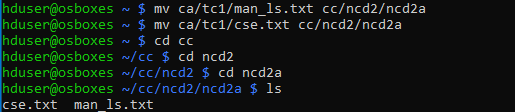 hduser@osboxes ~ $ mv ca/tc1/man_ls.txt cc/ncd2/ncd2a
hduser@osboxes ~ $ mv ca/tc1/cse.txt cc/ncd2/ncd2a
hduser@osboxes ~ $ cd cc
hduser@osboxes ~/cc $ cd ncd2
hduser@osboxes ~/cc/ncd2 $ cd ncd2a
hduser@osboxes ~/cc/ncd2/ncd2a $ ls
cse.txt  man_ls.txt